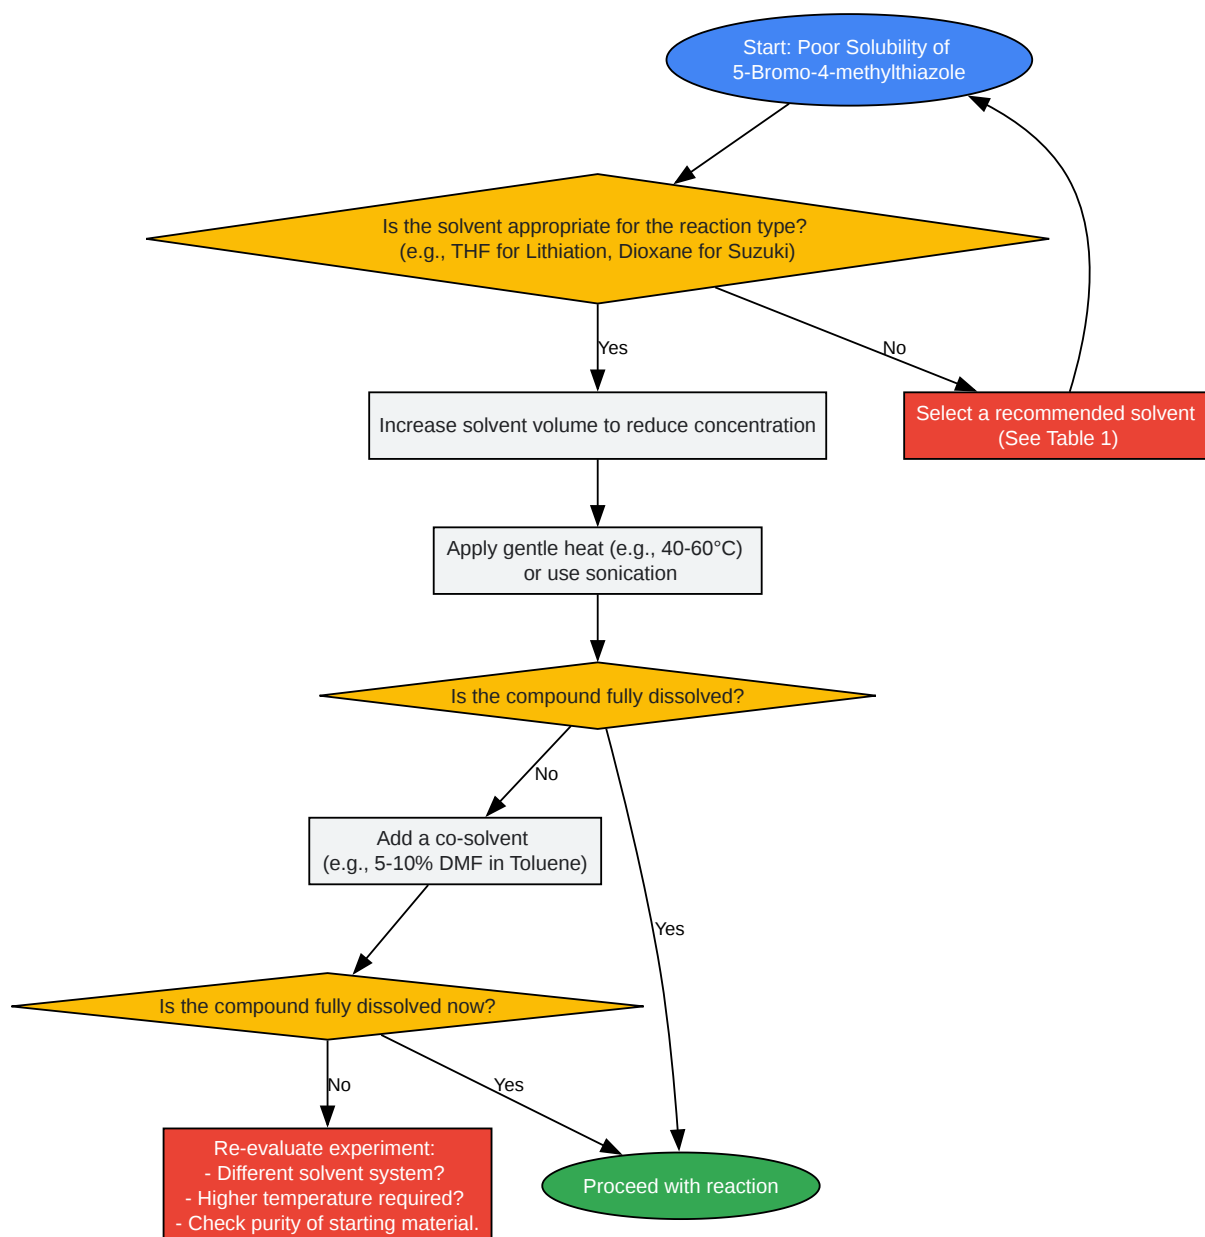 Start: Poor Solubility of
5-Bromo-4-methylthiazole
Is the solvent appropriate for the reaction type?
(e.g., THF for Lithiation, Dioxane for Suzuki)
Yes
No
Increase solvent volume to reduce concentration
Select a recommended solvent
(See Table 1)
Apply gentle heat (e.g., 40-60°C)
or use sonication
Is the compound fully dissolved?
No
Add a co-solvent
(e.g., 5-10% DMF in Toluene)
Yes
Is the compound fully dissolved now?
No
Yes
Re-evaluate experiment:
- Different solvent system?
- Higher temperature required?
- Check purity of starting material.
Proceed with reaction